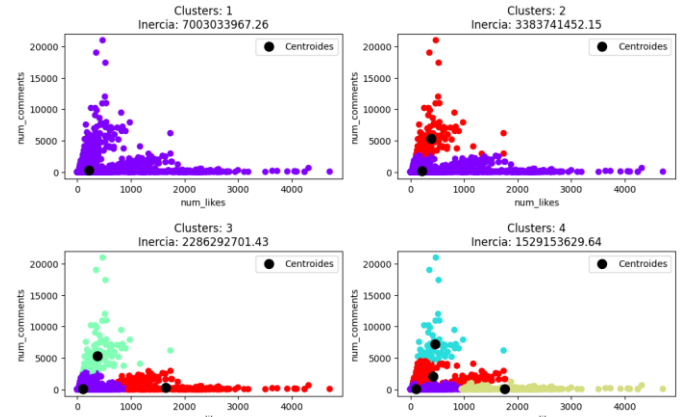 Clusters: 1
Inercia: 7003033967.26
20000
15000
10000
5000
0
num_comments
Centroides
0
1000
2000
3000
4000
num_likes
Clusters: 2
Inercia: 3383741452.15
20000
15000
10000
5000
0
num_comments
Centroides
0
1000
2000
3000
4000
num_likes
Clusters: 3
Inercia: 2286292701.43
20000
15000
10000
5000
0
num_comments
Centroides
0
1000
2000
3000
4000
Clusters: 4
Inercia: 1529153629.64
20000
15000
10000
5000
0
num_comments
Centroides
0
1000
2000
3000
4000